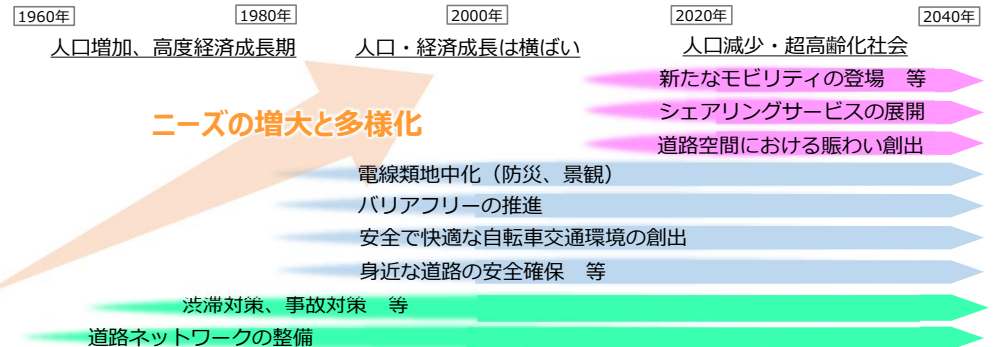 1960年 1980年 2000年 2020年 2040年
人口増加、高度経済成長期 人口・経済成長は横ばい 人口減少・超高齢化社会
新たなモビリティの登場　等
シェアリングサービスの展開
ニーズの増大と多様化
道路空間における賑わい創出
電線類地中化（防災、景観）
バリアフリーの推進
安全で快適な自転車交通環境の創出
身近な道路の安全確保　等
渋滞対策、事故対策　等
道路ネットワークの整備